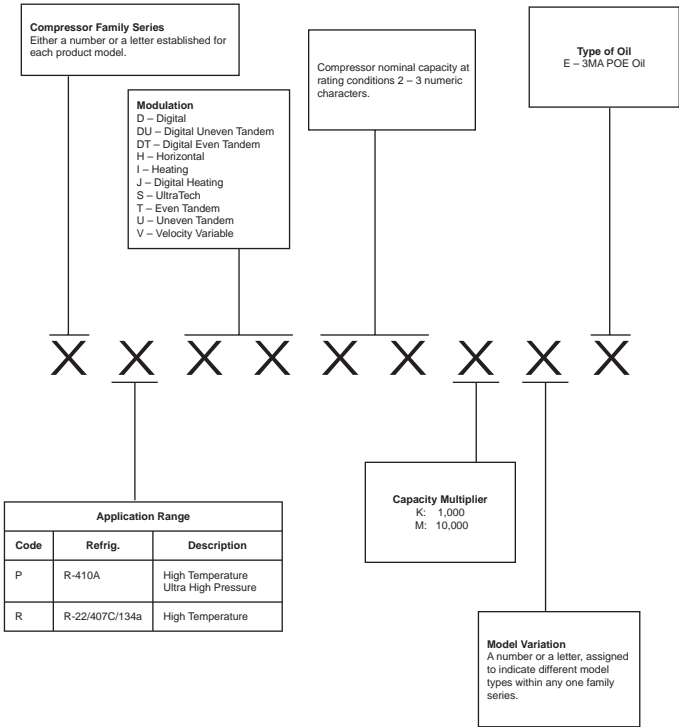 Compressor Family Series
Either a number or a letter established for
each product model.
Modulation
D – Digital
DU – Digital Uneven Tandem
DT – Digital Even Tandem
H – Horizontal
I – Heating
J – Digital Heating
S – UltraTech
T – Even Tandem
U – Uneven Tandem
V – Velocity Variable
Compressor nominal capacity at
rating conditions 2 – 3 numeric
characters.
Type of Oil
E – 3MA POE Oil
X X X X X X X X X
Application Range
Code Refrig. Description
P R-410A High Temperature
Ultra High Pressure
R R-22/407C/134a High Temperature
Capacity Multiplier
K: 1,000
M: 10,000
Model Variation
A number or a letter, assigned
to indicate different model
types within any one family
series.